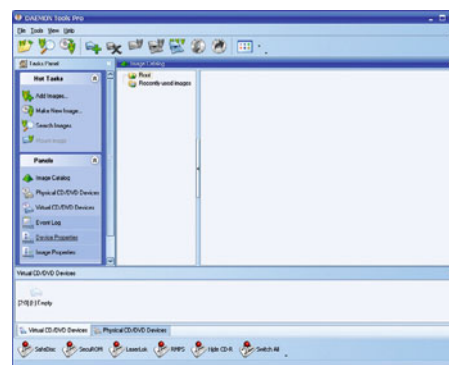 DAEMON Tools Pro
File Tools View Help
Tasks Panel
Image Catalog
Hot Tasks
Add Images...
Make New Image...
Search Images
Mount Image
Panels
Image Catalog
Physical CD/DVD Devices
Virtual CD/DVD Devices
Event Log
Device Properties
Image Properties
Root
Recently used images
Virtual CD/DVD Devices
Empty
Virtual CD/DVD Devices
Physical CD/DVD Devices
SafeDisc
SecuROM
LaserLok
RMPS
Hide CD-R
Switch All